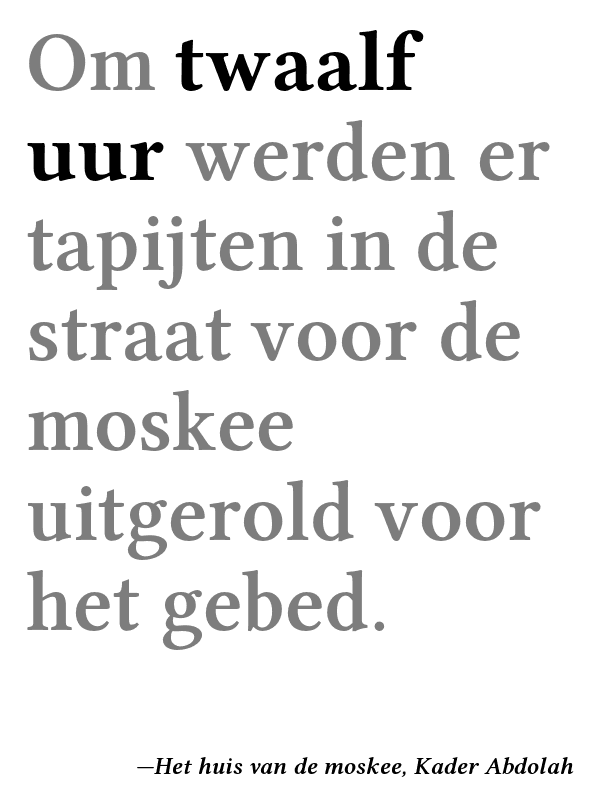 Om twaalf
uur werden er
tapijten in de
straat voor de
moskee
uitgerold voor
het gebed.
—Het huis van de moskee, Kader Abdolah